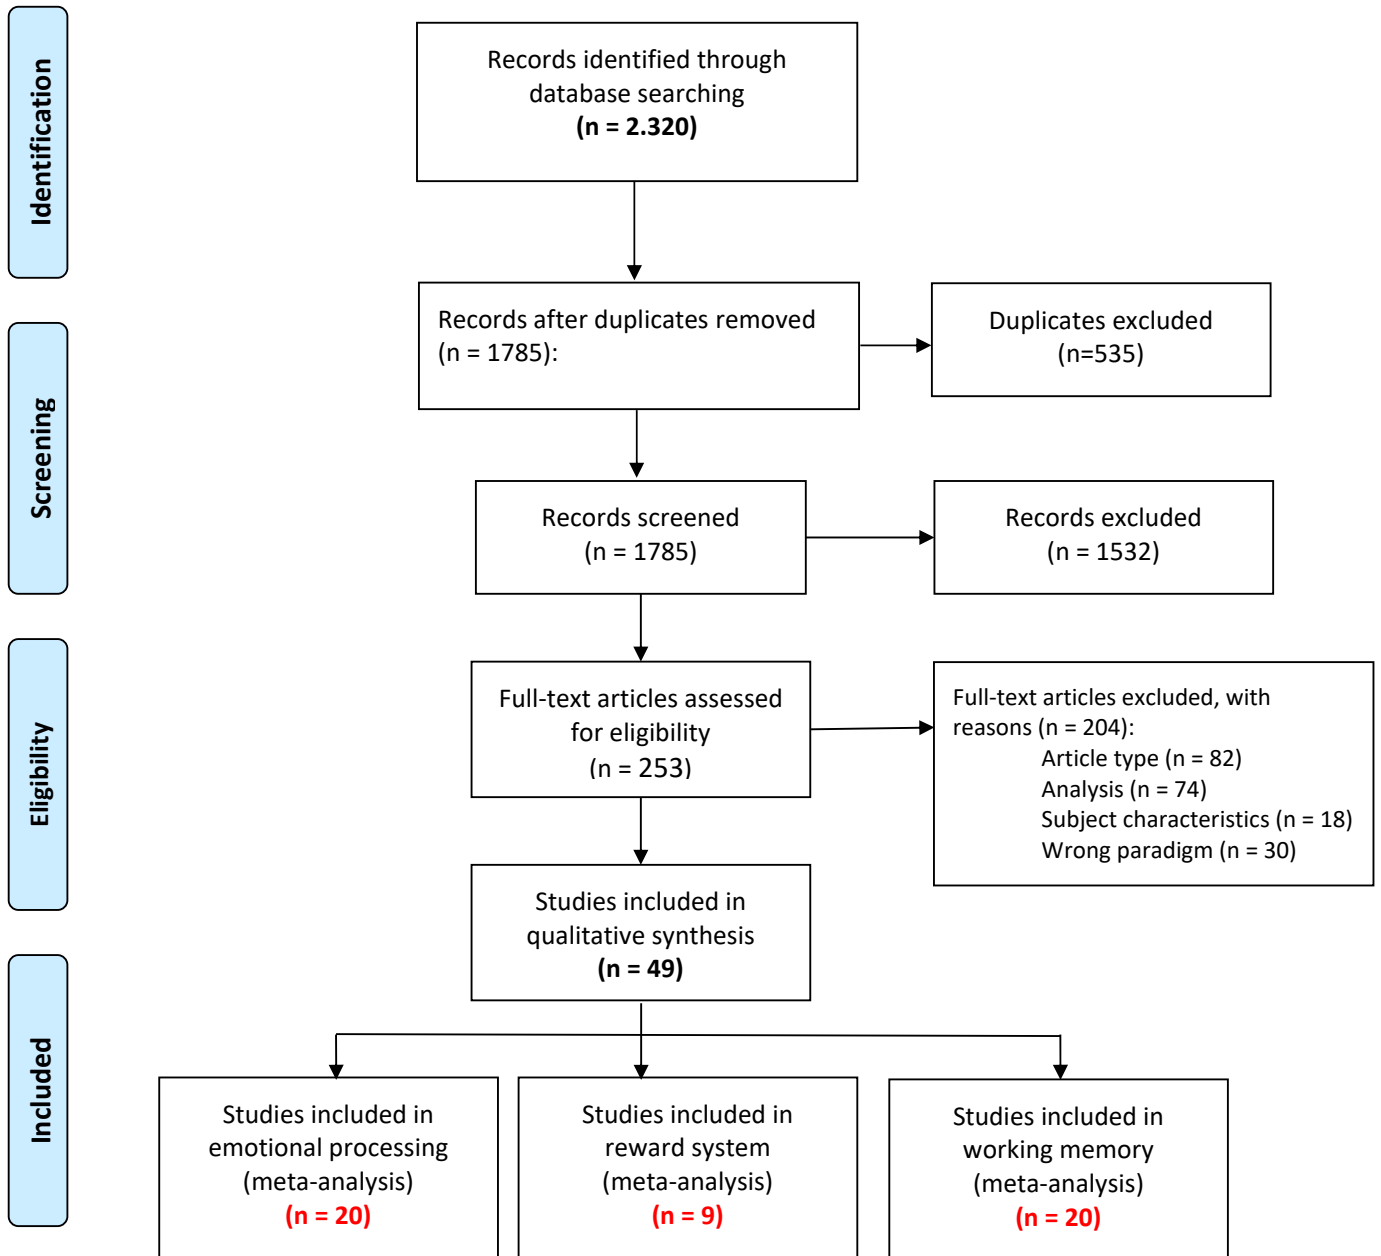 Identification
Records identified through
database searching
(n = 2.320)
Screening
Records after duplicates removed
(n = 1785):
Duplicates excluded
(n=535)
Records screened
(n = 1785)
Records excluded
(n = 1532)
Eligibility
Full-text articles assessed
for eligibility
(n = 253)
Full-text articles excluded, with
reasons (n = 204):
Article type (n = 82)
Analysis (n = 74)
Subject characteristics (n = 18)
Wrong paradigm (n = 30)
Studies included in
qualitative synthesis
(n = 49)
Included
Studies included in
emotional processing
(meta-analysis)
(n = 20)
Studies included in
reward system
(meta-analysis)
(n = 9)
Studies included in
working memory
(meta-analysis)
(n = 20)